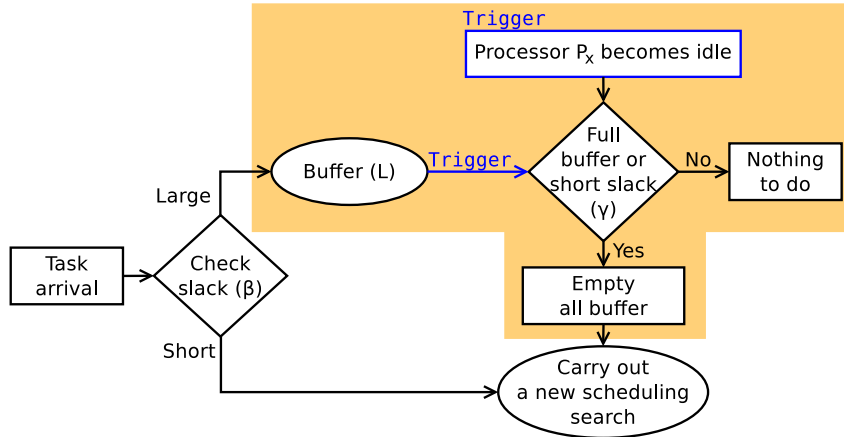 Trigger
Processor Px becomes idle
Full
buffer or
short slack
(γ)
Buffer (L)
Trigger
No
Nothing
to do
Large
Task
arrival
Check
slack (β)
Yes
Empty
all buffer
Short
Carry out
a new scheduling
search